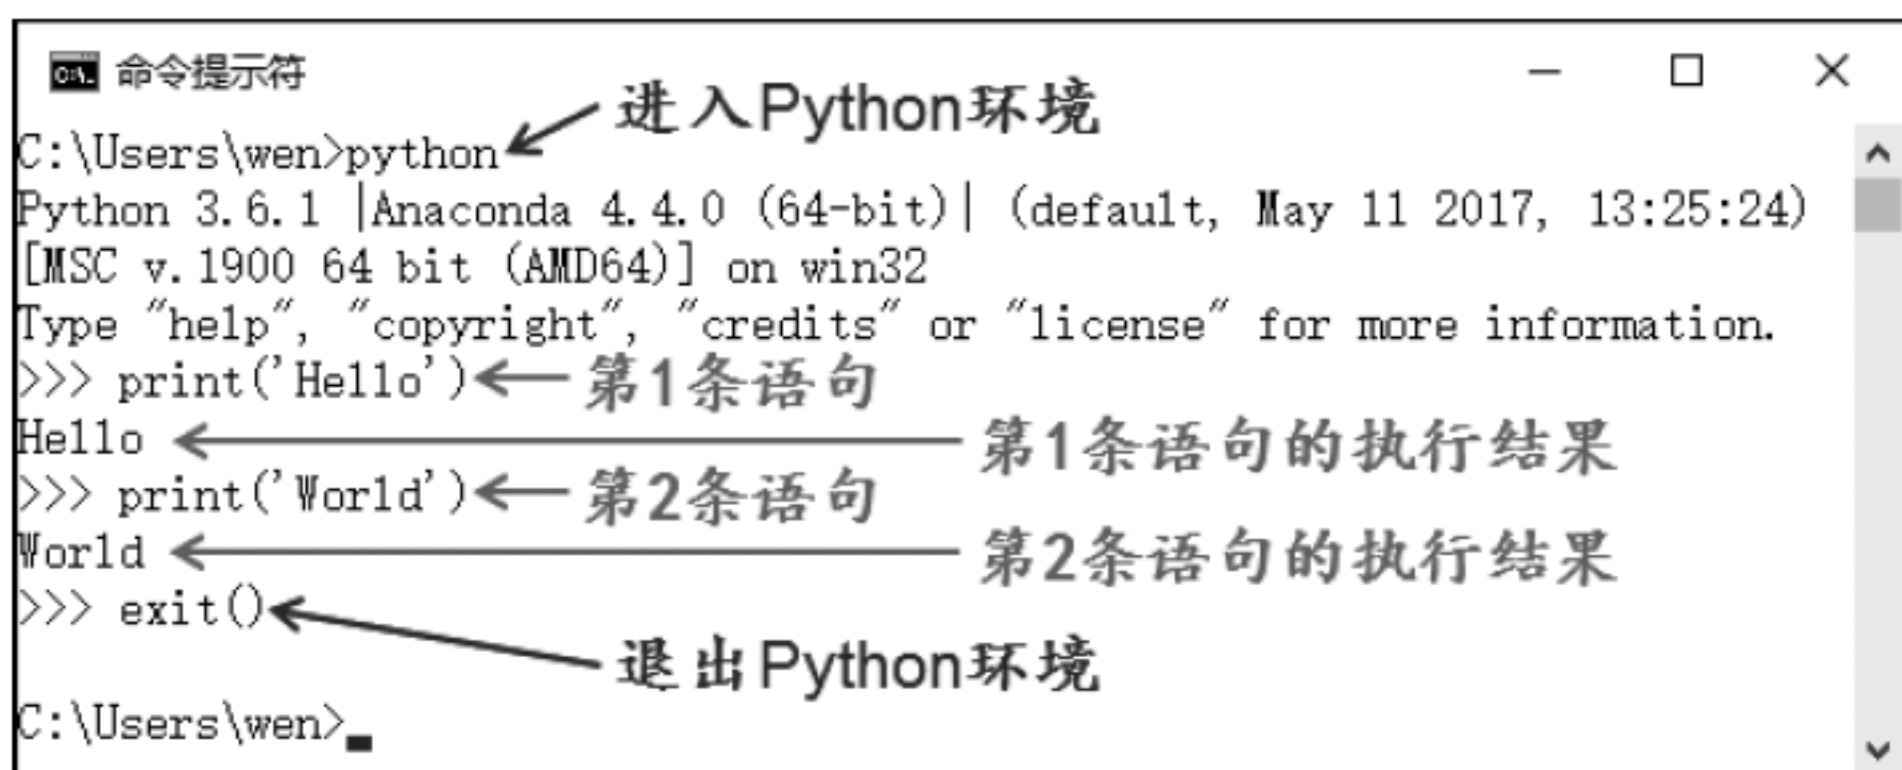 命令提示符
进入Python环境
C:\Users\wen>python
Python 3.6.1 |Anaconda 4.4.0 (64-bit)| (default, May 11 2017, 13:25:24)
[MSC v.1900 64 bit (AMD64)] on win32
Type "help", "copyright", "credits" or "license" for more information.
>>> print('Hello') 第1条语句
Hello 第1条语句的执行结果
>>> print('World') 第2条语句
World 第2条语句的执行结果
>>> exit()
退出Python环境
C:\Users\wen>